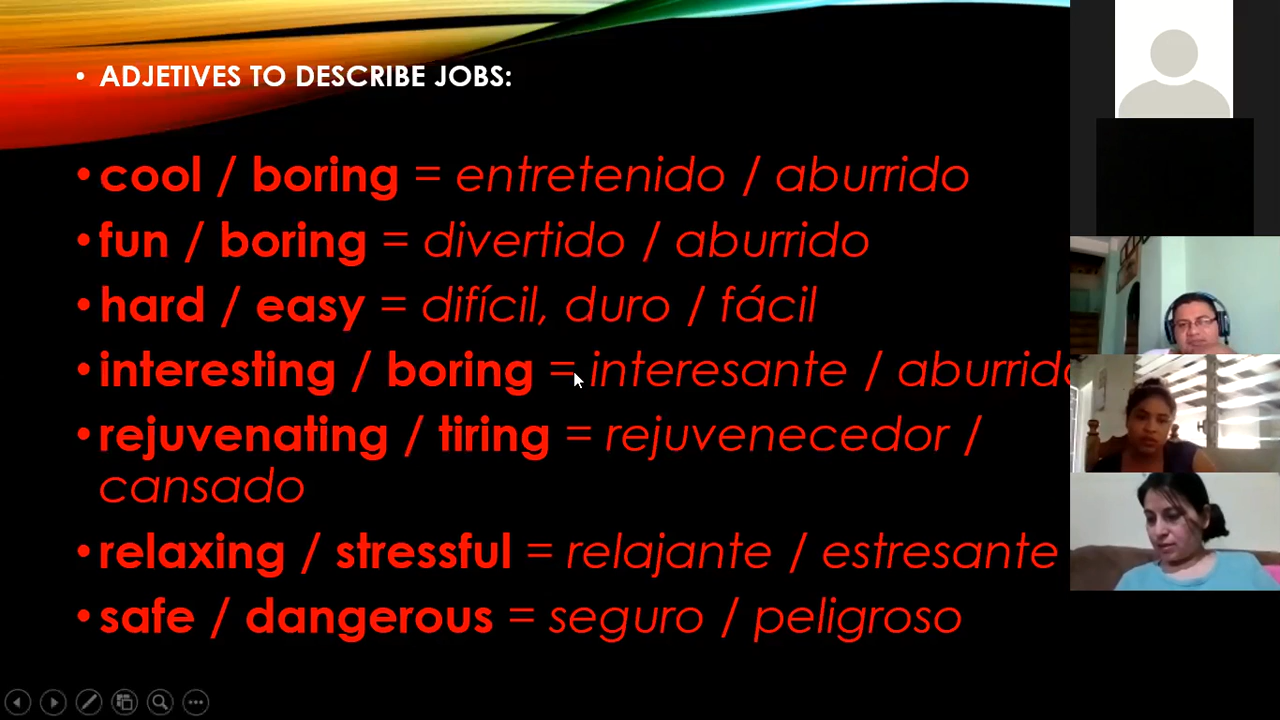 • ADJETIVES TO DESCRIBE JOBS:
• cool / boring = entretenido / aburrido
• fun / boring = divertido / aburrido
• hard / easy = difícil, duro / fácil
• interesting / boring = interesante / aburrido
• rejuvenating / tiring = rejuvenecedor /
cansado
• relaxing / stressful = relajante / estresante
• safe / dangerous = seguro / peligroso